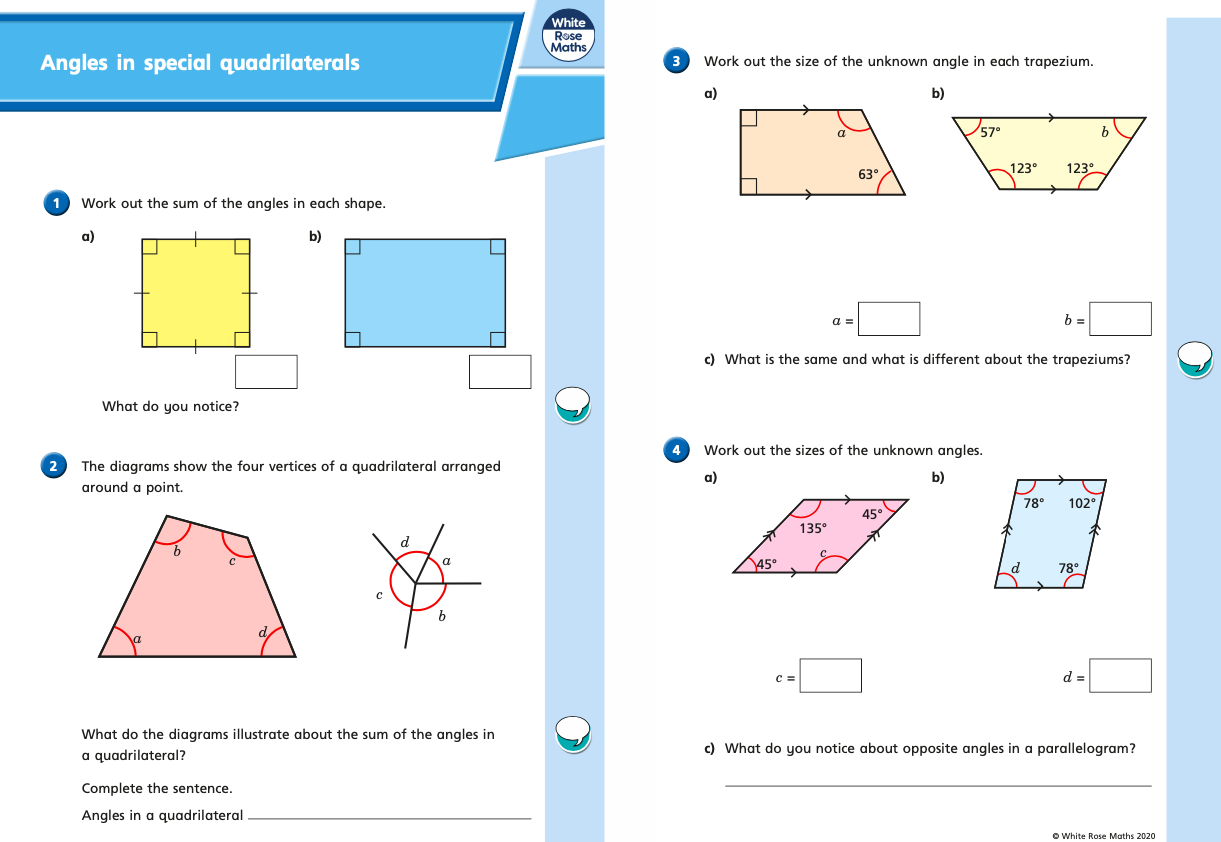 Angles in special quadrilaterals
White
Rose
Maths
1 Work out the sum of the angles in each shape.
a) b)
What do you notice?
2 The diagrams show the four vertices of a quadrilateral arranged
around a point.
b
c
a
d
d
a
c
b
What do the diagrams illustrate about the sum of the angles in
a quadrilateral?
Complete the sentence.
Angles in a quadrilateral
3 Work out the size of the unknown angle in each trapezium.
a) b)
a
63°
57° b
123° 123°
a = b =
c) What is the same and what is different about the trapeziums?
4 Work out the sizes of the unknown angles.
a) b)
135° 45°
45° c
78° 102°
d 78°
c = d =
c) What do you notice about opposite angles in a parallelogram?
© White Rose Maths 2020